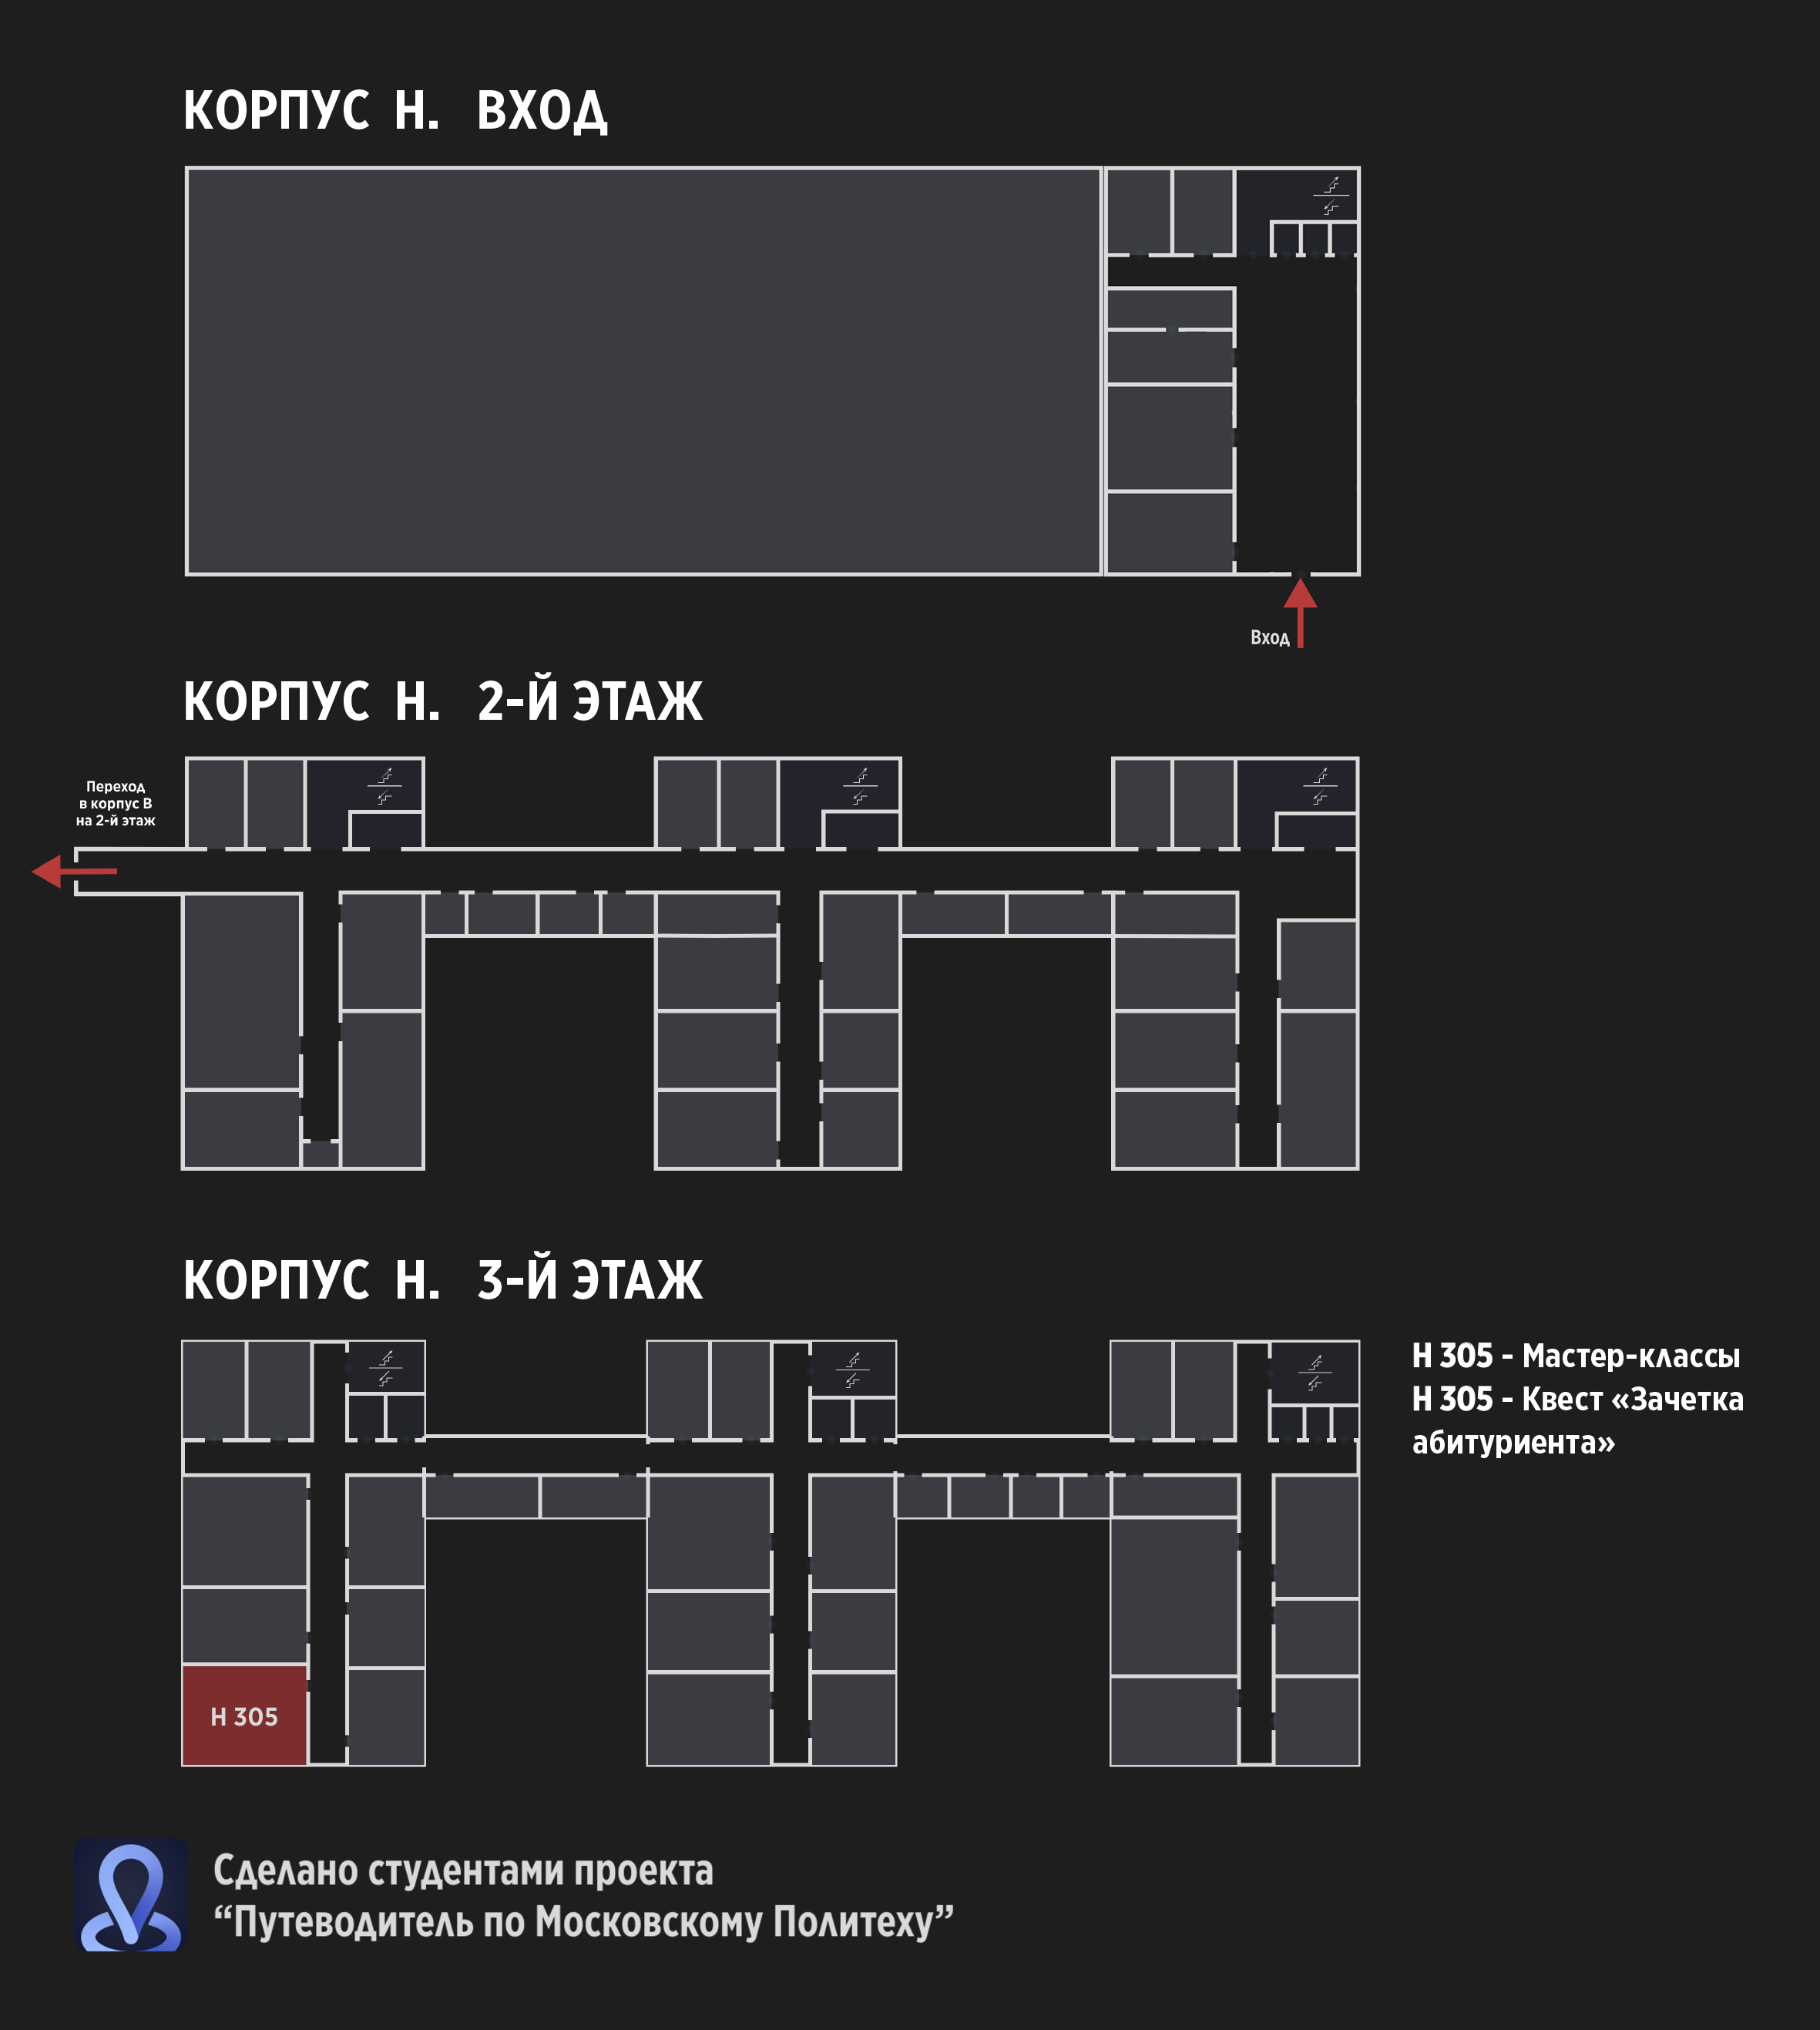 КОРПУС Н. ВХОД
Вход
КОРПУС Н. 2-Й ЭТАЖ
Переход
в корпус В
на 2-й этаж
КОРПУС Н. 3-Й ЭТАЖ
Н 305 - Мастер-классы
Н 305 - Квест «Зачетка
абитуриента»
Н 305
Сделано студентами проекта
“Путеводитель по Московскому Политеху”